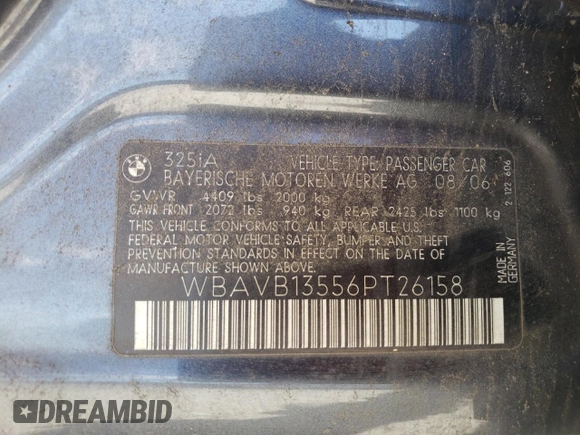 325iA VEHICLE TYPE: PASSENGER CAR
BAYERISCHE MOTOREN WERKE AG 08/06
GVWR 4409 lbs 2000 kg
GAWR FRONT 2072 lbs 940 kg REAR 2425 lbs 1100 kg
THIS VEHICLE CONFORMS TO ALL APPLICABLE U.S.
FEDERAL MOTOR VEHICLE SAFETY, BUMPER AND THEFT
PREVENTION STANDARDS IN EFFECT ON THE DATE OF
MANUFACTURE SHOWN ABOVE.
WBAVB13556PT26158
2 122 606
MADE IN
GERMANY
BMW
DREAMBID